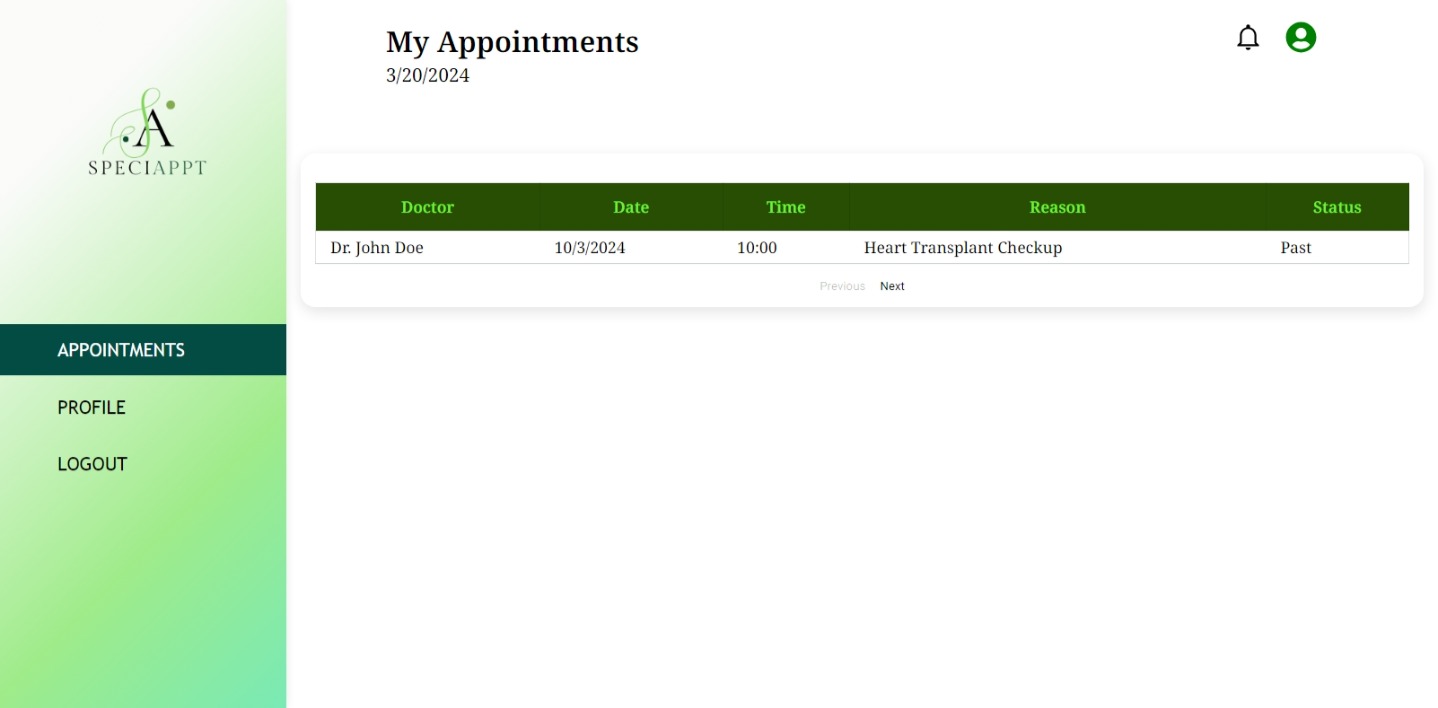 My Appointments
3/20/2024
SPECIAPPT
Doctor Date Time Reason Status
Dr. John Doe 10/3/2024 10:00 Heart Transplant Checkup Past
Previous Next
APPOINTMENTS
PROFILE
LOGOUT